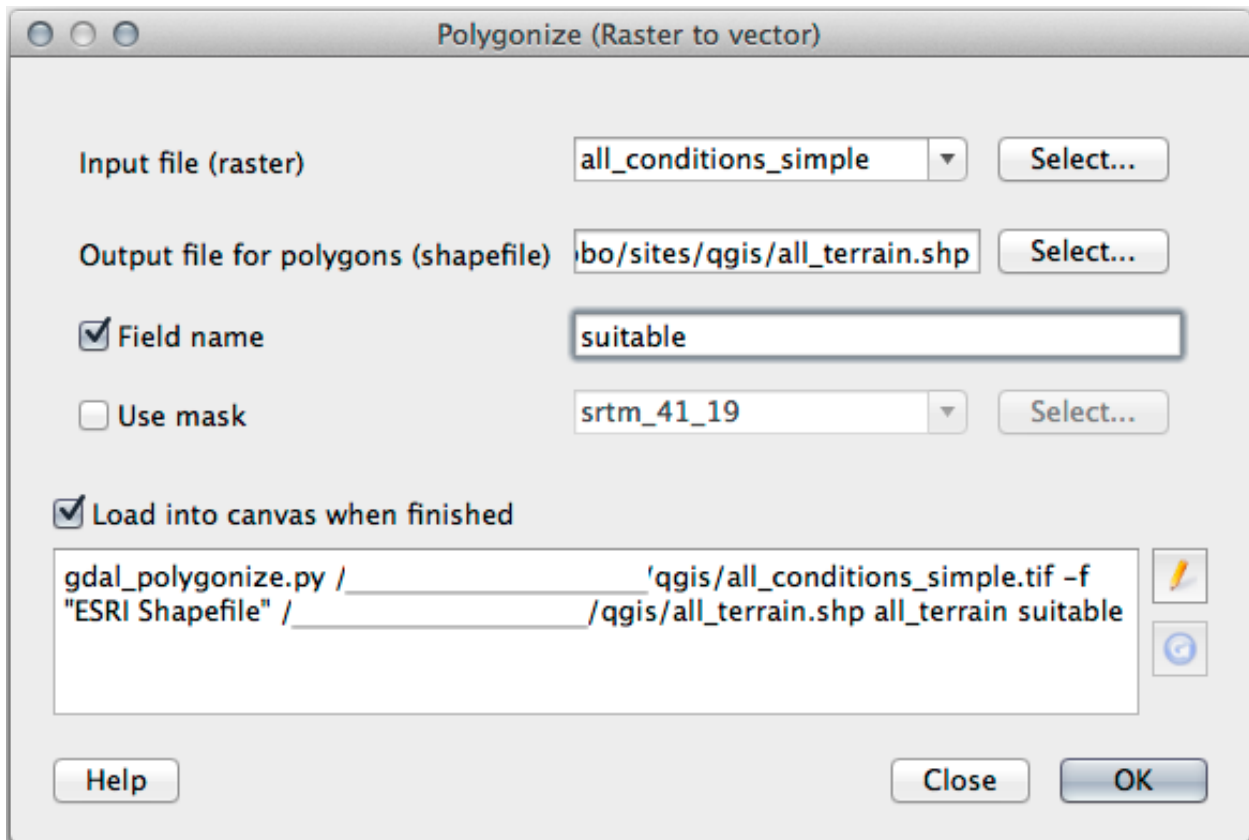 Polygonize (Raster to vector)
Input file (raster) all_conditions_simple Select...
Output file for polygons (shapefile) bo/sites/qgis/all_terrain.shp Select...
Field name suitable
Use mask srtm_41_19 Select...
Load into canvas when finished
gdal_polygonize.py /____________________/qgis/all_conditions_simple.tif -f
"ESRI Shapefile" /____________________/qgis/all_terrain.shp all_terrain suitable
Help Close OK